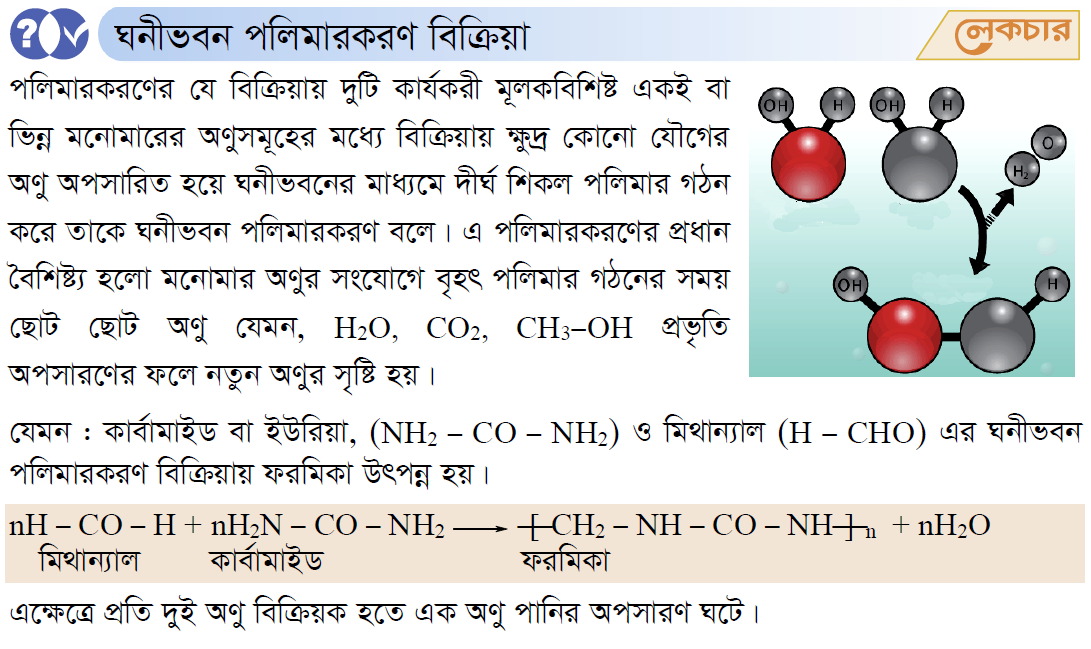 ঘনীভবন পলিমারকরণ বিক্রিয়া
লেকচার
পলিমারকরণের যে বিক্রিয়ায় দুটি কার্যকরী মূলকবিশিষ্ট একই বা
ভিন্ন মনোমারের অণুসমূহের মধ্যে বিক্রিয়ায় ক্ষুদ্র কোনো যৌগের
অণু অপসারিত হয়ে ঘনীভবনের মাধ্যমে দীর্ঘ শিকল পলিমার গঠন
করে তাকে ঘনীভবন পলিমারকরণ বলে। এ পলিমারকরণের প্রধান
বৈশিষ্ট্য হলো মনোমার অণুর সংযোগে বৃহৎ পলিমার গঠনের সময়
ছোট ছোট অণু যেমন, H2O, CO2, CH3–OH প্রভৃতি
অপসারণের ফলে নতুন অণুর সৃষ্টি হয়।
OH H OH H
O
H2
OH H
যেমন : কার্বামাইড বা ইউরিয়া, (NH2 – CO – NH2) ও মিথান্যাল (H – CHO) এর ঘনীভবন
পলিমারকরণ বিক্রিয়ায় ফরমিকা উৎপন্ন হয়।
nH – CO – H + nH2N – CO – NH2 ⟶ –[–CH2 – NH – CO – NH–]–n + nH2O
মিথান্যাল কার্বামাইড ফরমিকা
এক্ষেত্রে প্রতি দুই অণু বিক্রিয়ক হতে এক অণু পানির অপসারণ ঘটে।